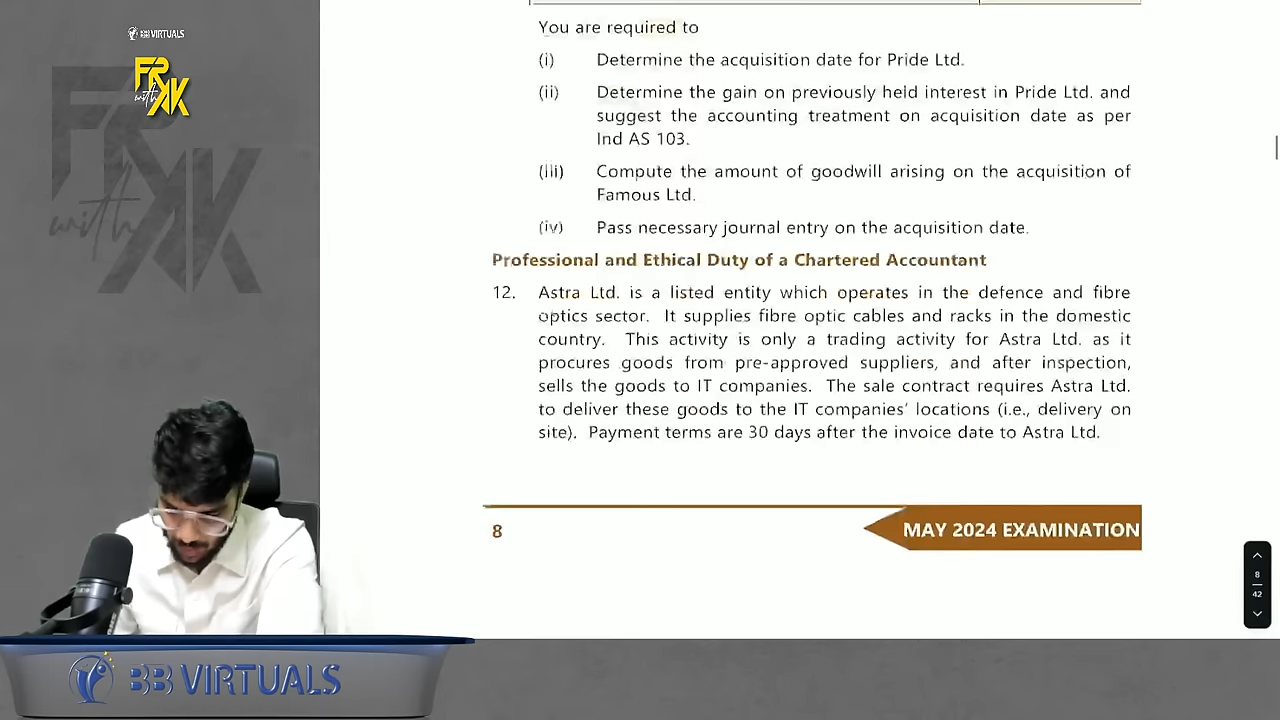 BB VIRTUALS
FR
with
AK
FR
with
AK
You are required to
(i) Determine the acquisition date for Pride Ltd.
(ii) Determine the gain on previously held interest in Pride Ltd. and
suggest the accounting treatment on acquisition date as per
Ind AS 103.
(iii) Compute the amount of goodwill arising on the acquisition of
Famous Ltd.
(iv) Pass necessary journal entry on the acquisition date.
Professional and Ethical Duty of a Chartered Accountant
12. Astra Ltd. is a listed entity which operates in the defence and fibre
optics sector. It supplies fibre optic cables and racks in the domestic
country. This activity is only a trading activity for Astra Ltd. as it
procures goods from pre-approved suppliers, and after inspection,
sells the goods to IT companies. The sale contract requires Astra Ltd.
to deliver these goods to the IT companies' locations (i.e., delivery on
site). Payment terms are 30 days after the invoice date to Astra Ltd.
8
MAY 2024 EXAMINATION
8
42
BB VIRTUALS